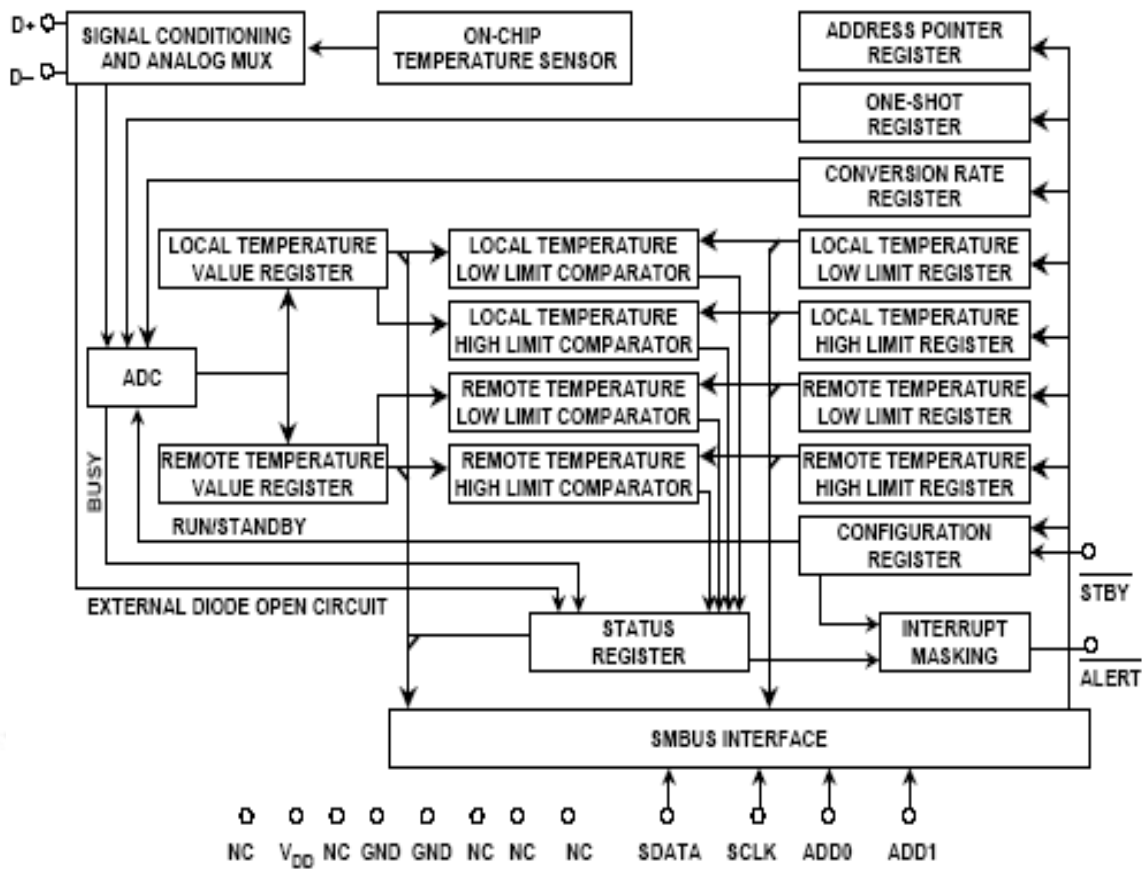 D+
D–
SIGNAL CONDITIONING
AND ANALOG MUX
ON-CHIP
TEMPERATURE SENSOR
ADDRESS POINTER
REGISTER
ONE-SHOT
REGISTER
CONVERSION RATE
REGISTER
LOCAL TEMPERATURE
VALUE REGISTER
LOCAL TEMPERATURE
LOW LIMIT COMPARATOR
LOCAL TEMPERATURE
LOW LIMIT REGISTER
LOCAL TEMPERATURE
HIGH LIMIT COMPARATOR
LOCAL TEMPERATURE
HIGH LIMIT REGISTER
ADC
REMOTE TEMPERATURE
LOW LIMIT COMPARATOR
REMOTE TEMPERATURE
LOW LIMIT REGISTER
BUSY
REMOTE TEMPERATURE
VALUE REGISTER
REMOTE TEMPERATURE
HIGH LIMIT COMPARATOR
REMOTE TEMPERATURE
HIGH LIMIT REGISTER
RUN/STANDBY
CONFIGURATION
REGISTER
STBY
EXTERNAL DIODE OPEN CIRCUIT
STATUS
REGISTER
INTERRUPT
MASKING
ALERT
SMBUS INTERFACE
NC VDD NC GND GND NC NC NC SDATA SCLK ADD0 ADD1